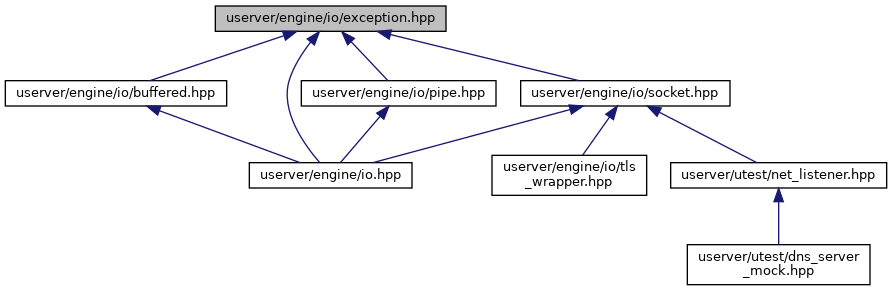 userver/engine/io/exception.hpp
userver/engine/io/buffered.hpp
userver/engine/io/pipe.hpp
userver/engine/io/socket.hpp
userver/engine/io.hpp
userver/engine/io/tls
_wrapper.hpp
userver/utest/net_listener.hpp
userver/utest/dns_server
_mock.hpp